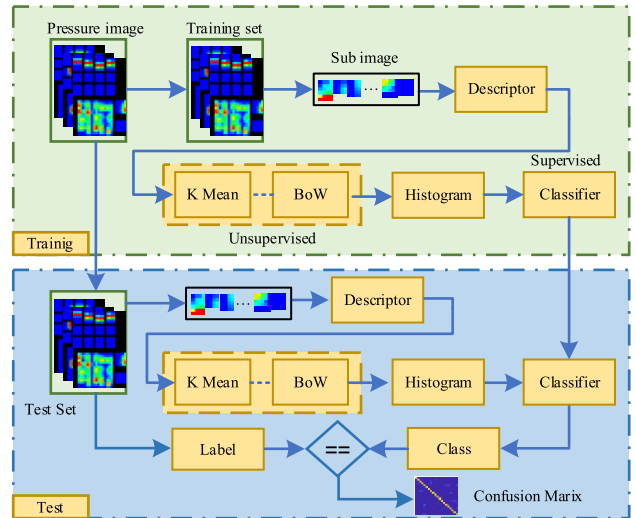 Pressure image
Training set
Sub image
...
Descriptor
Supervised
K Mean
BoW
Histogram
Classifier
Unsupervised
Trainig
...
Descriptor
K Mean
BoW
Histogram
Classifier
Test Set
Label
==
Class
Confusion Marix
Test